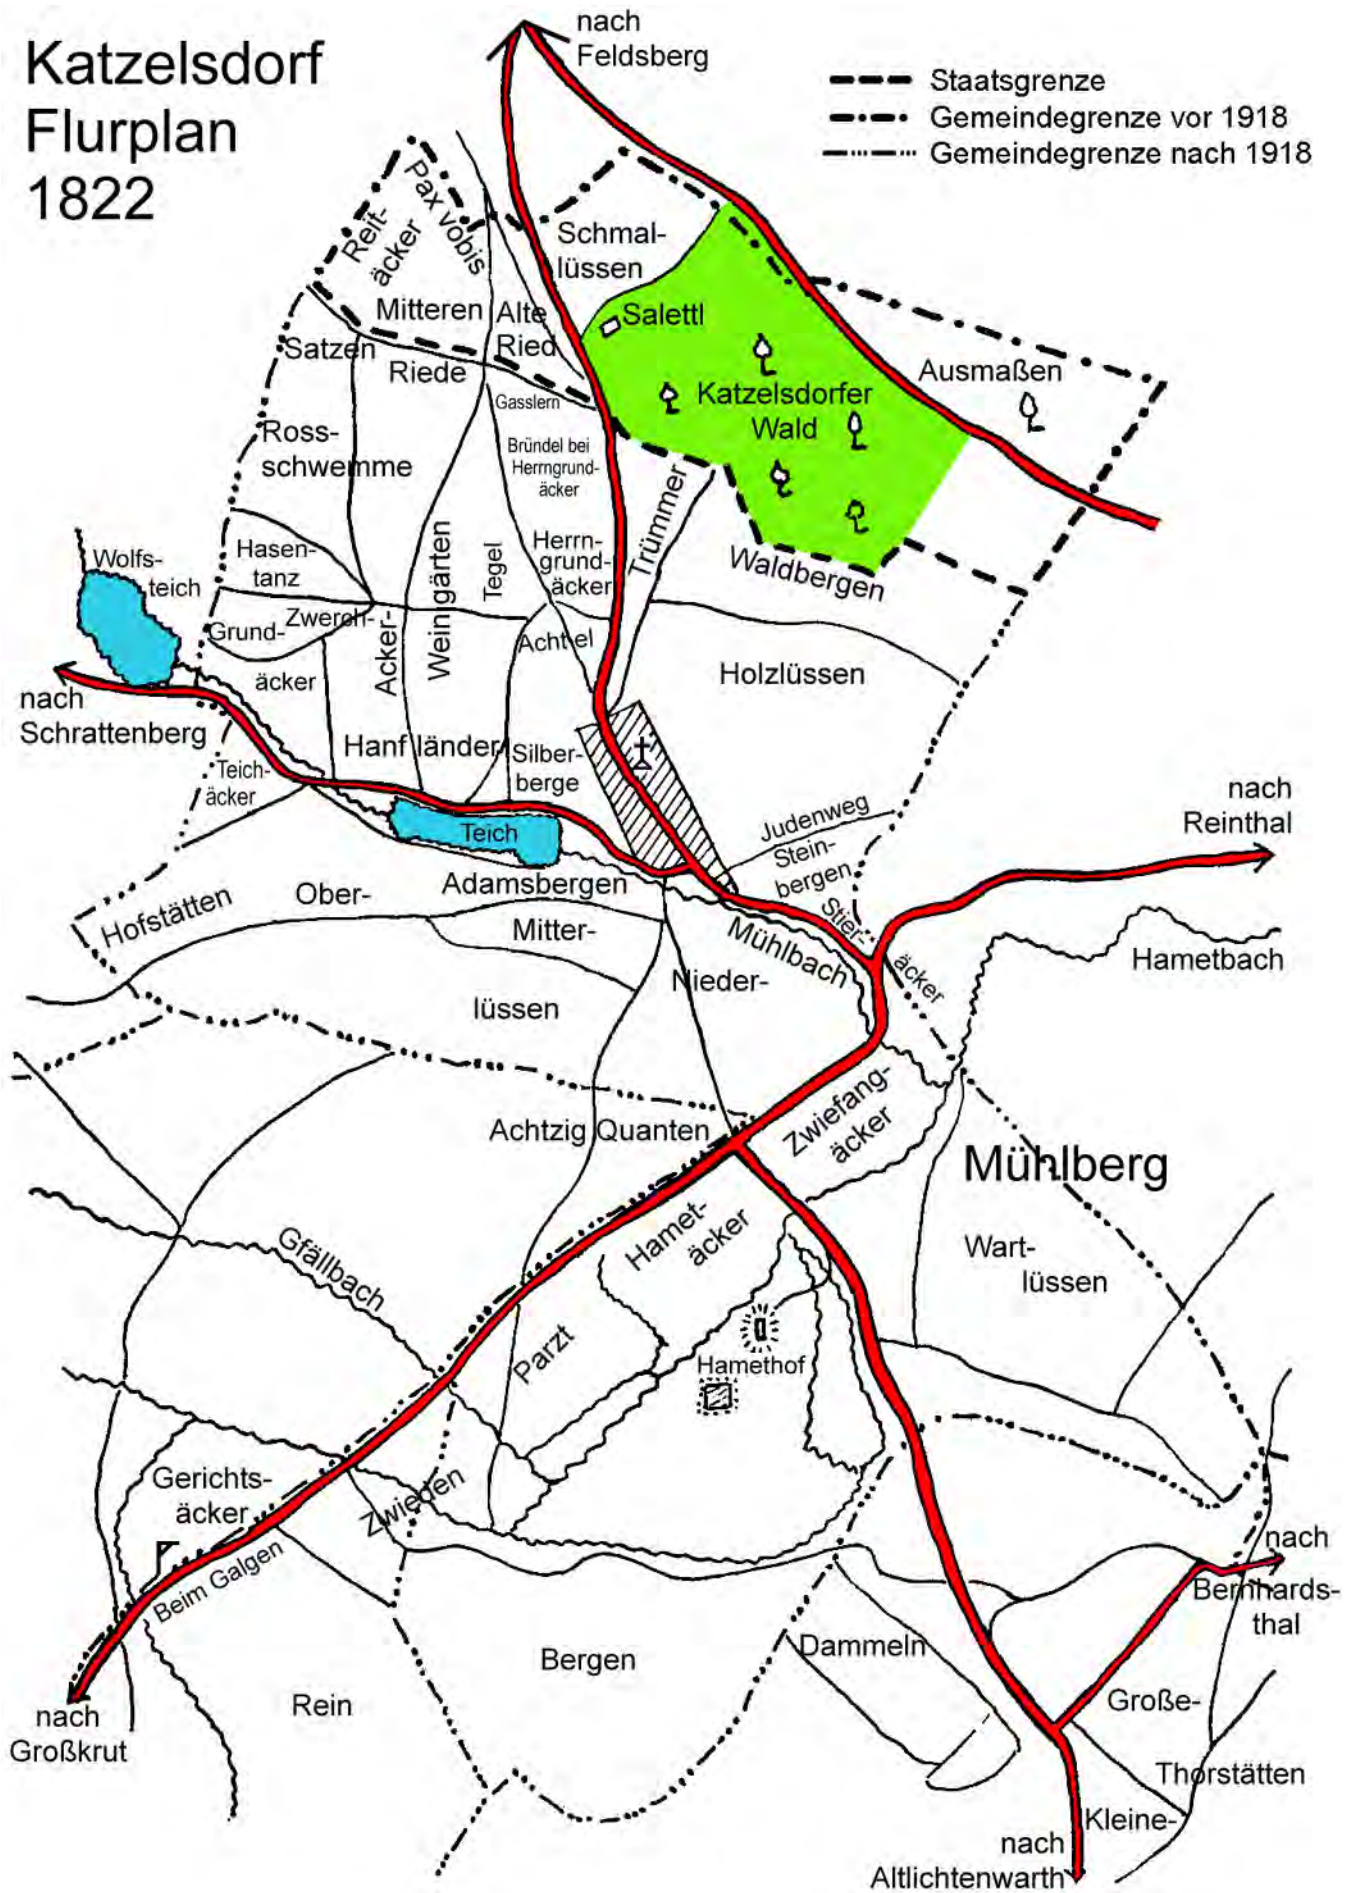 Katzelsdorf
Flurplan
1822
nach
Feldsberg
Staatsgrenze
Gemeindegrenze vor 1918
Gemeindegrenze nach 1918
Pax vobis
Reit-
äcker
Schmal-
lüssen
Mitteren
Alte
Ried
Salettl
Satzen
Riede
Gasslern
Ausmaßen
Katzelsdorfer
Wald
Ross-
schwemme
Bründel bei
Herrngrund-
äcker
Trümmer
Wolfs-
teich
Hasen-
tanz
Weinigärten
Tegel
Herrn-
grund-
äcker
Waldbergen
Grund-
Zwerch-
äcker
Acker-
Achtel
Holzlüssen
nach
Schrattenberg
Hanf länder
Silber-
berge
Teich-
äcker
Teich
nach
Reinthal
Judenweg
Stein-
bergen
Hofstätten
Ober-
Adamsbergen
Mitter-
Mühlbach
Stier-
äcker
Hametbach
Nieder-
lüssen
Achtzig Quanten
Zwiefang-
äcker
Mühlberg
Gfällbach
Hamet-
äcker
Wart-
lüssen
Parzt
Hamethof
Gerichts-
äcker
Zwieden
Beim Galgen
nach
Bernhards-
thal
Bergen
Dammeln
Rein
nach
Großkrut
Große-
Thorstätten
Kleine-
nach
Altlichtenwarth